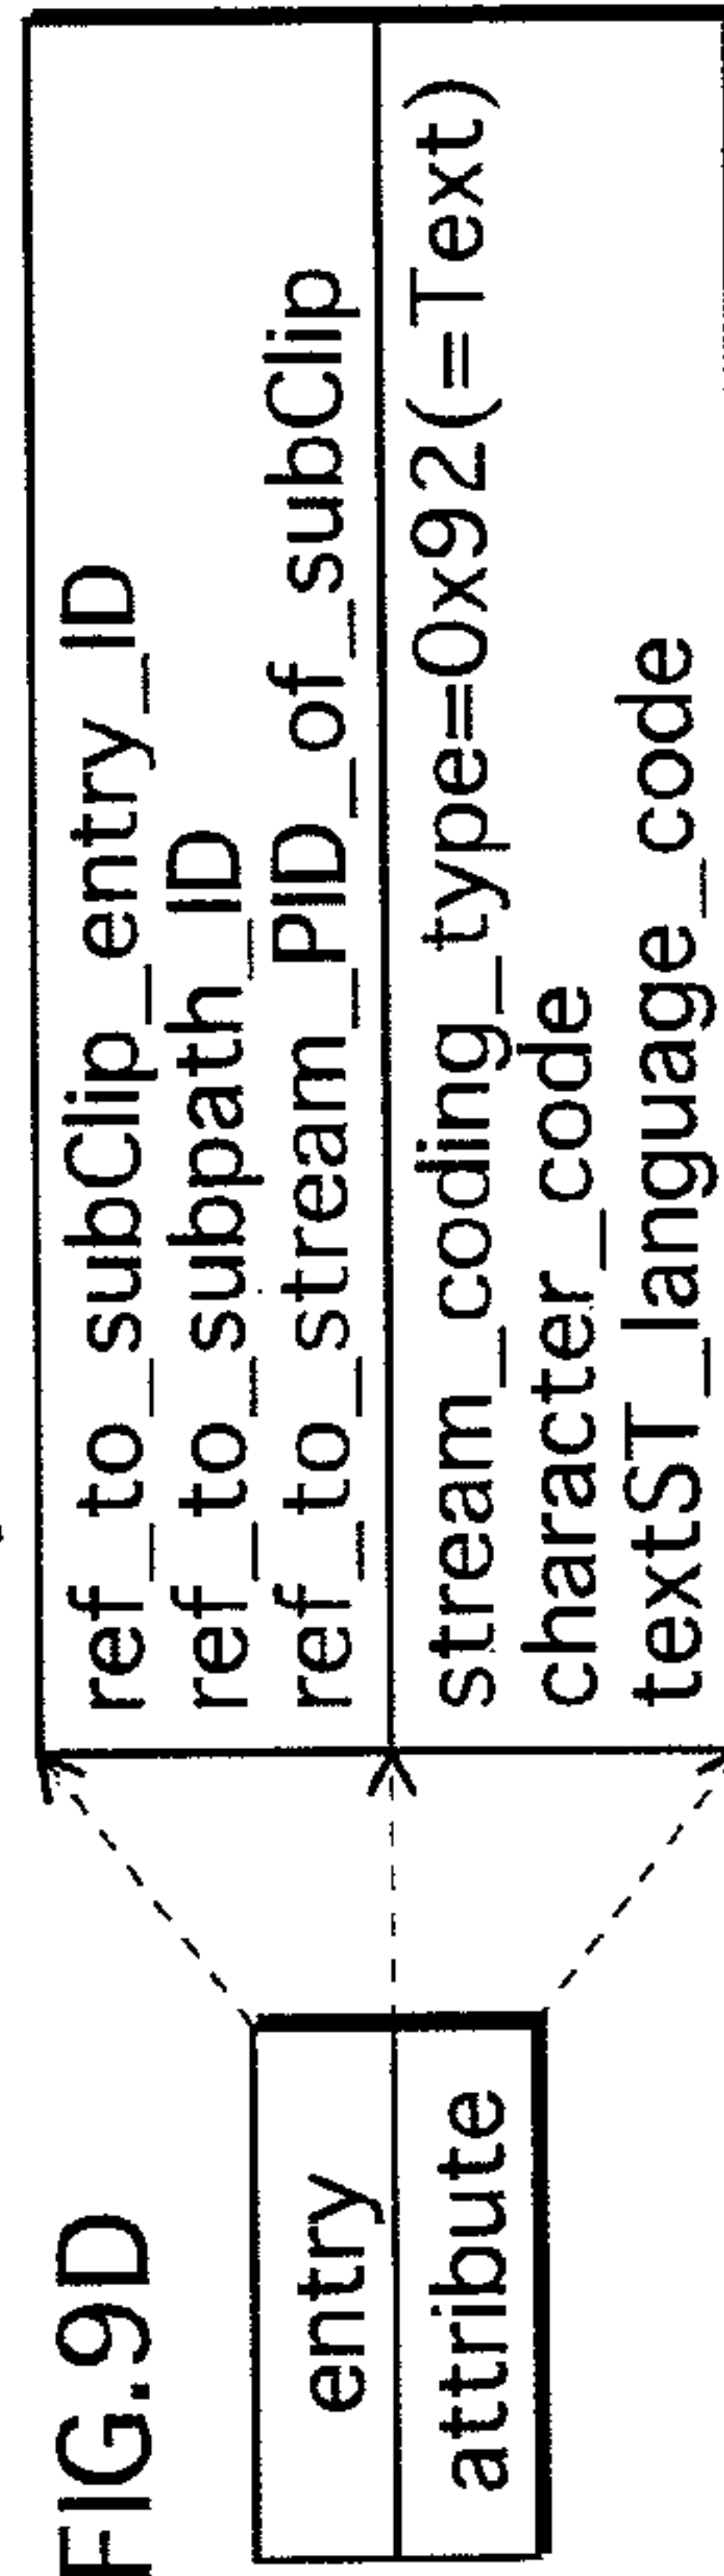 FIG.9D
entry
attribute
ref_to_subClip_entry_ID
ref_to_subpath_ID
ref_to_stream_PID_of_subClip
stream_coding_type=0x92(=Text)
character_code
textST_language_code